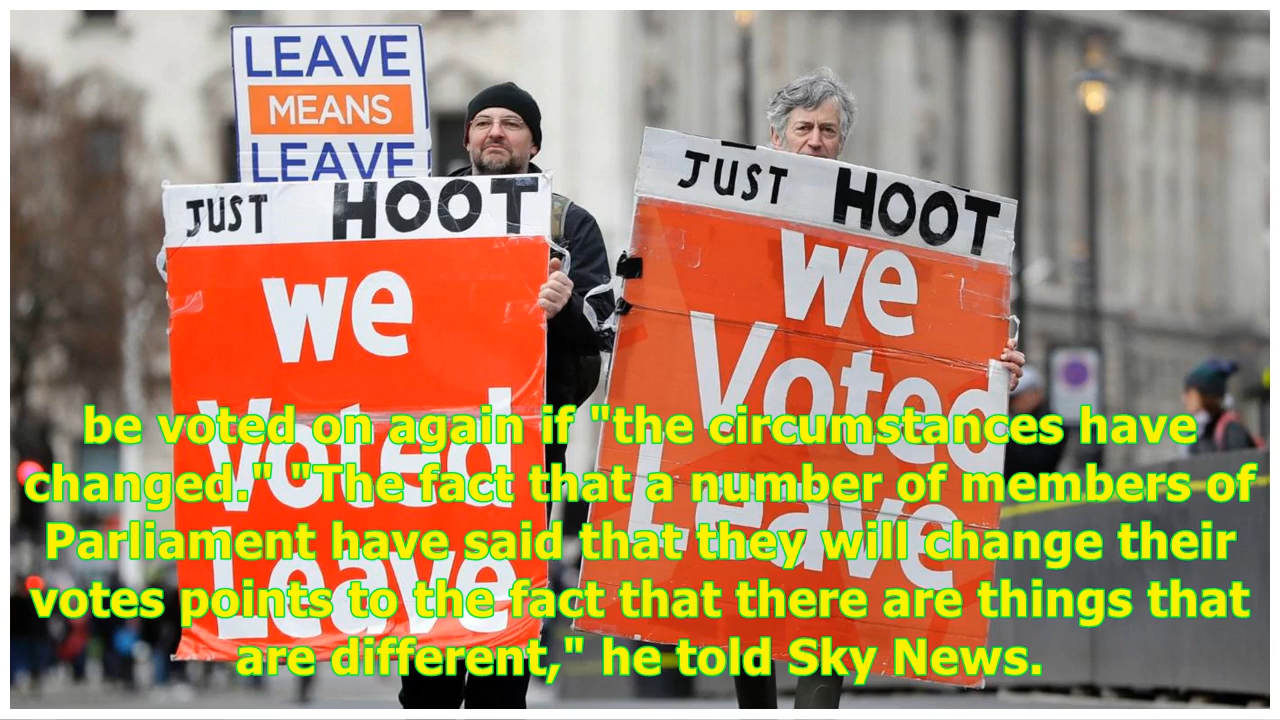 LEAVE
MEANS
LEAVE
JUST HOOT
we
Voted
Leave
JUST HOOT
we
Voted
Leave
be voted on again if "the circumstances have
changed." "The fact that a number of members of
Parliament have said that they will change their
votes points to the fact that there are things that
are different," he told Sky News.